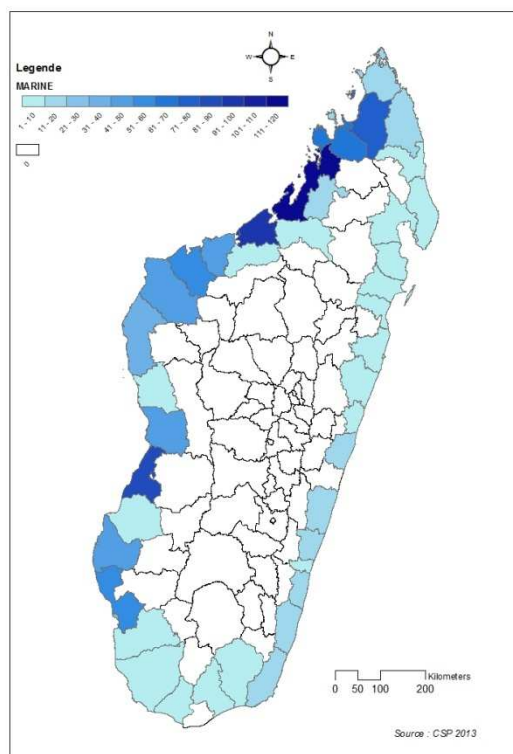 N
W E
S
Legende
MARINE
1 - 10
11 - 20
21 - 30
31 - 40
41 - 50
51 - 60
61 - 70
71 - 80
81 - 90
91 - 100
101 - 110
111 - 120
0
Kilometers
0 50 100 200
Source : CSP 2013